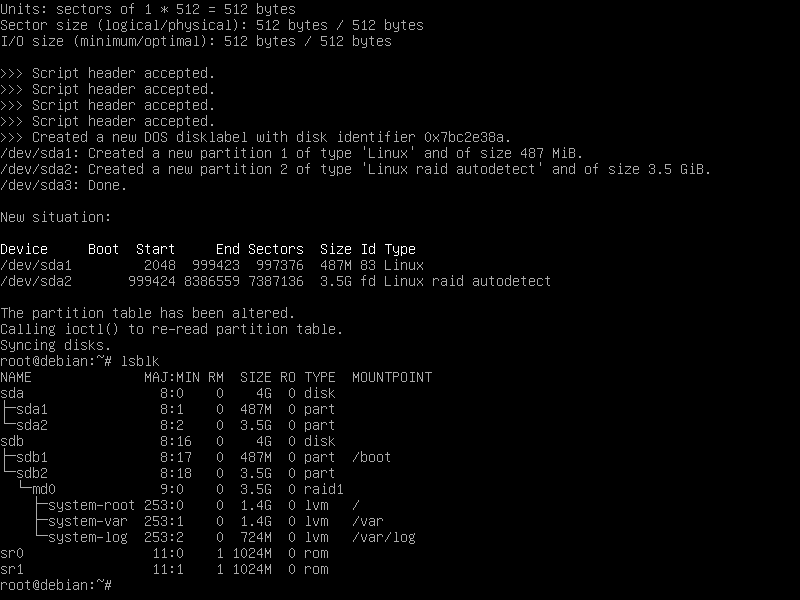 Units: sectors of 1 * 512 = 512 bytes
Sector size (logical/physical): 512 bytes / 512 bytes
I/O size (minimum/optimal): 512 bytes / 512 bytes

>>> Script header accepted.
>>> Script header accepted.
>>> Script header accepted.
>>> Script header accepted.
>>> Created a new DOS disklabel with disk identifier 0x7bc2e38a.
/dev/sda1: Created a new partition 1 of type 'Linux' and of size 487 MiB.
/dev/sda2: Created a new partition 2 of type 'Linux raid autodetect' and of size 3.5 GiB.
/dev/sda3: Done.

New situation:

Device     Boot  Start     End Sectors  Size Id Type
/dev/sda1         2048  999423  997376  487M 83 Linux
/dev/sda2       999424 8386559 7387136  3.5G fd Linux raid autodetect

The partition table has been altered.
Calling ioctl() to re-read partition table.
Syncing disks.
root@debian:~# lsblk
NAME              MAJ:MIN RM   SIZE RO TYPE  MOUNTPOINT
sda                 8:0    0     4G  0 disk
├─sda1              8:1    0   487M  0 part
└─sda2              8:2    0   3.5G  0 part
sdb                 8:16   0     4G  0 disk
├─sdb1              8:17   0   487M  0 part  /boot
└─sdb2              8:18   0   3.5G  0 part
  └─md0             9:0    0   3.5G  0 raid1
    ├─system-root 253:0    0   1.4G  0 lvm   /
    ├─system-var  253:1    0   1.4G  0 lvm   /var
    └─system-log  253:2    0   724M  0 lvm   /var/log
sr0                11:0    1  1024M  0 rom
sr1                11:1    1  1024M  0 rom
root@debian:~#